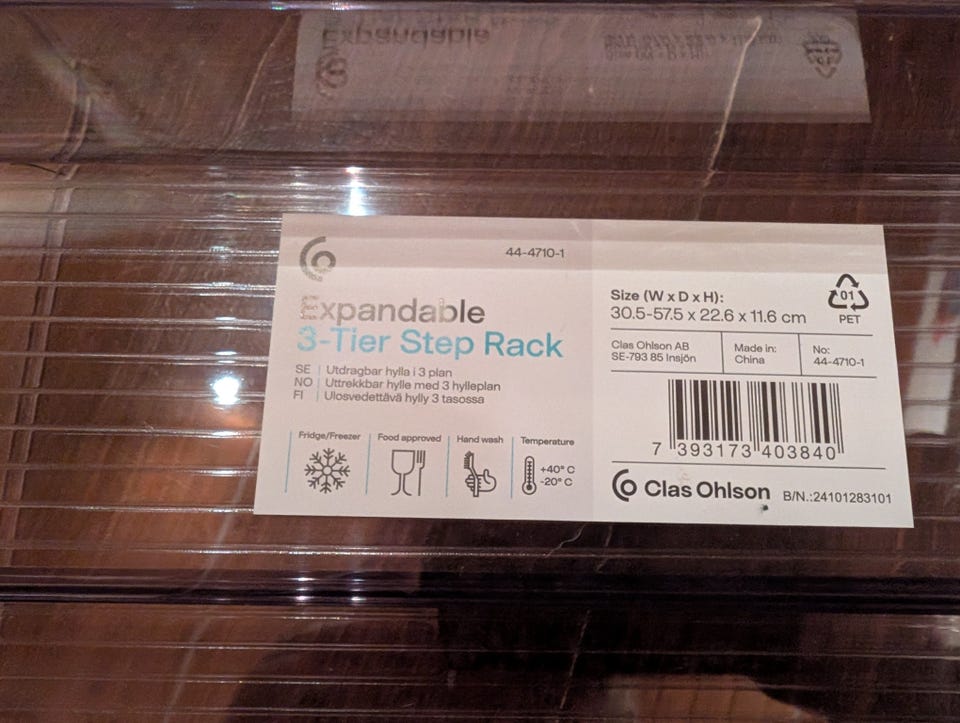 Expandable
44-4710-1
Expandable
3-Tier Step Rack
SE | Utdragbar hylla i 3 plan
NO | Uttrekkbar hylle med 3 hylleplan
FI | Ulosvedettävä hylly 3 tasossa
Fridge/Freezer
Food approved
Hand wash
Temperature
+40° C
-20° C
Size (W x D x H):
30.5-57.5 x 22.6 x 11.6 cm
01
PET
Clas Ohlson AB
SE-793 85 Insjön
Made in:
China
No:
44-4710-1
7 393173 403840
Clas Ohlson
B/N.:24101283101